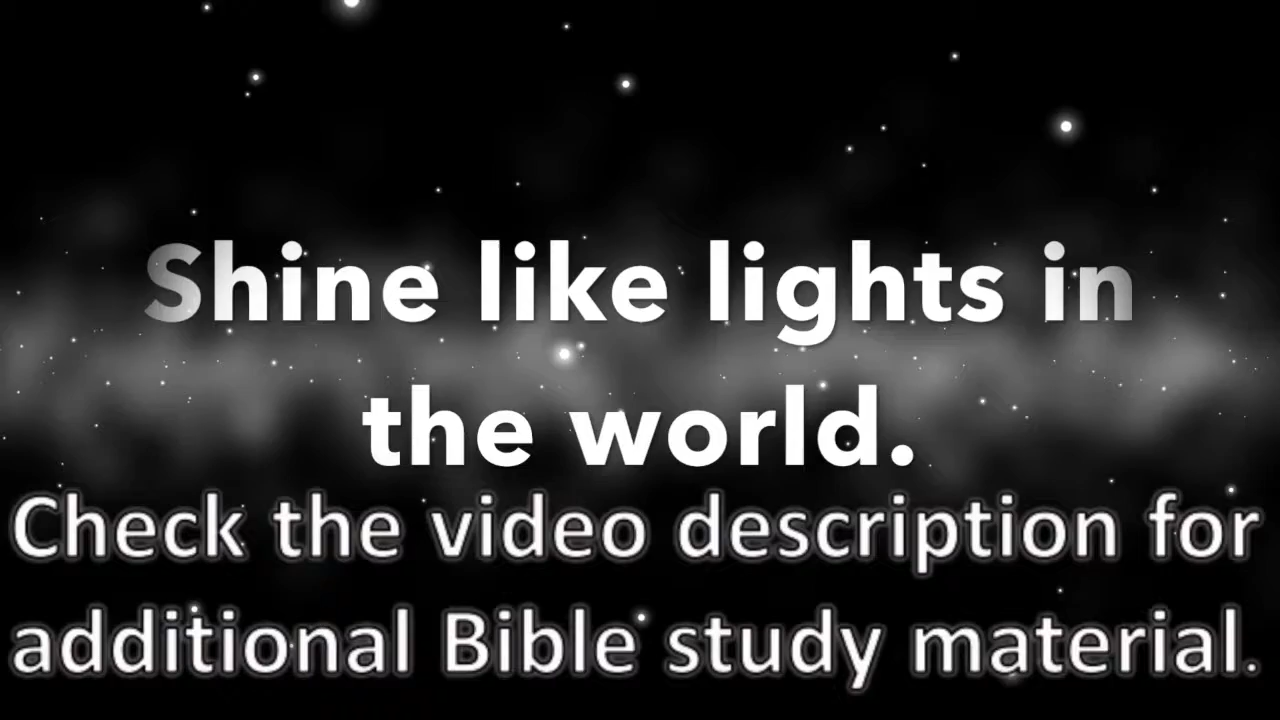 Shine like lights in
the world.
Check the video description for
additional Bible study material.